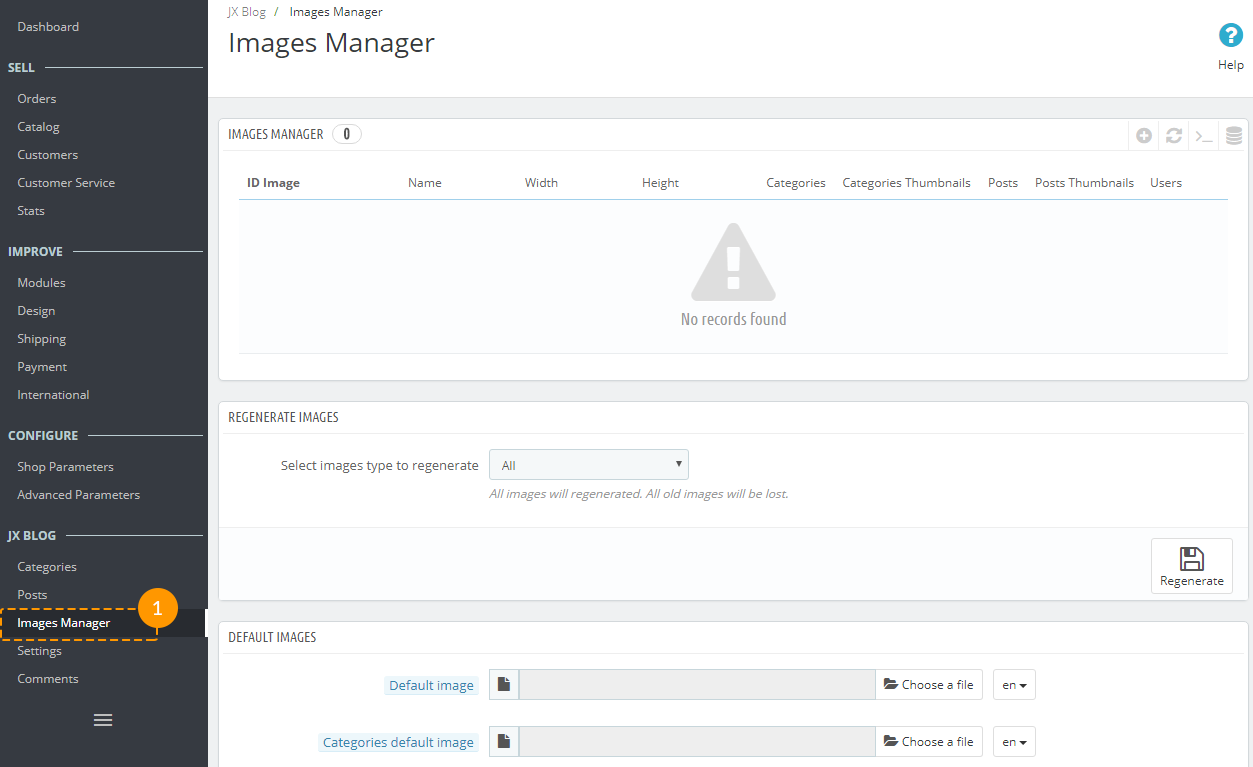 Dashboard
SELL
Orders
Catalog
Customers
Customer Service
Stats
IMPROVE
Modules
Design
Shipping
Payment
International
CONFIGURE
Shop Parameters
Advanced Parameters
JX BLOG
Categories
Posts
1
Images Manager
Settings
Comments
JX Blog / Images Manager
Images Manager
? Help
IMAGES MANAGER 0
ID Image Name Width Height Categories Categories Thumbnails Posts Posts Thumbnails Users
No records found
REGENERATE IMAGES
Select images type to regenerate All
All images will regenerated. All old images will be lost.
Regenerate
DEFAULT IMAGES
Default image Choose a file en
Categories default image Choose a file en